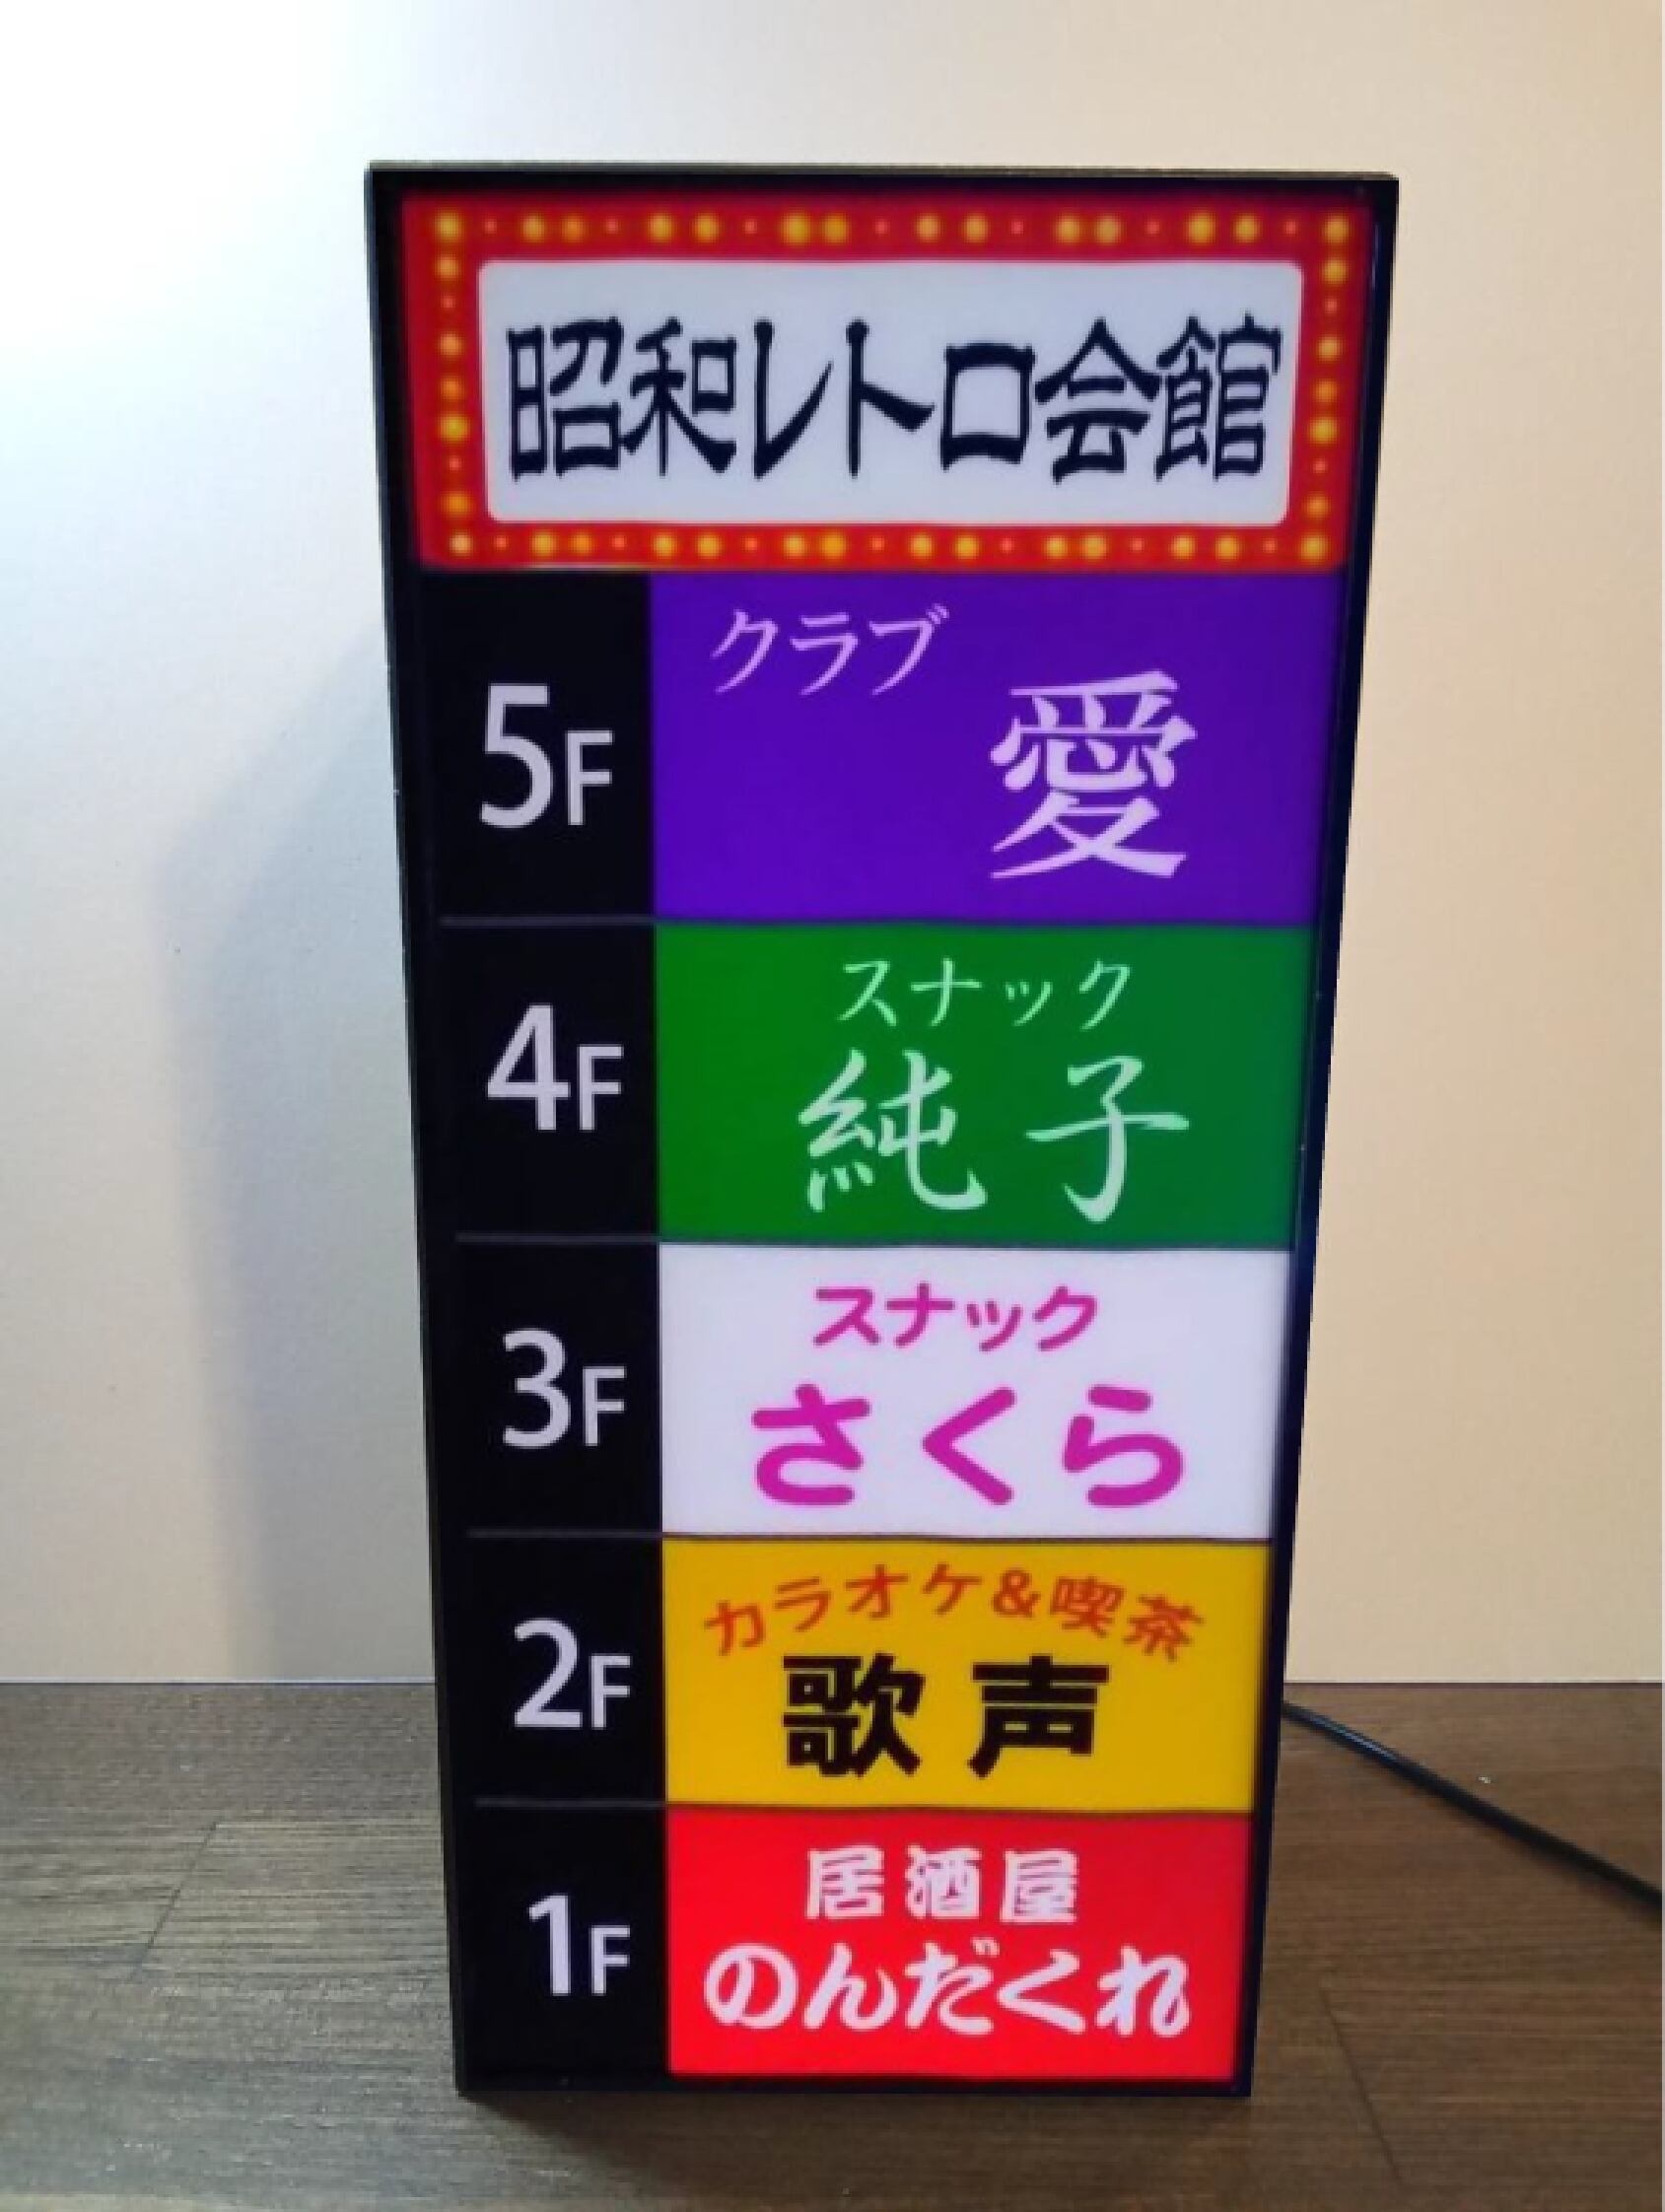 昭和レトロ会館
5F
クラブ
愛
4F
スナック
純子
3F
スナック
さくら
2F
カラオケ&喫茶
歌声
1F
居酒屋
のんだくれ